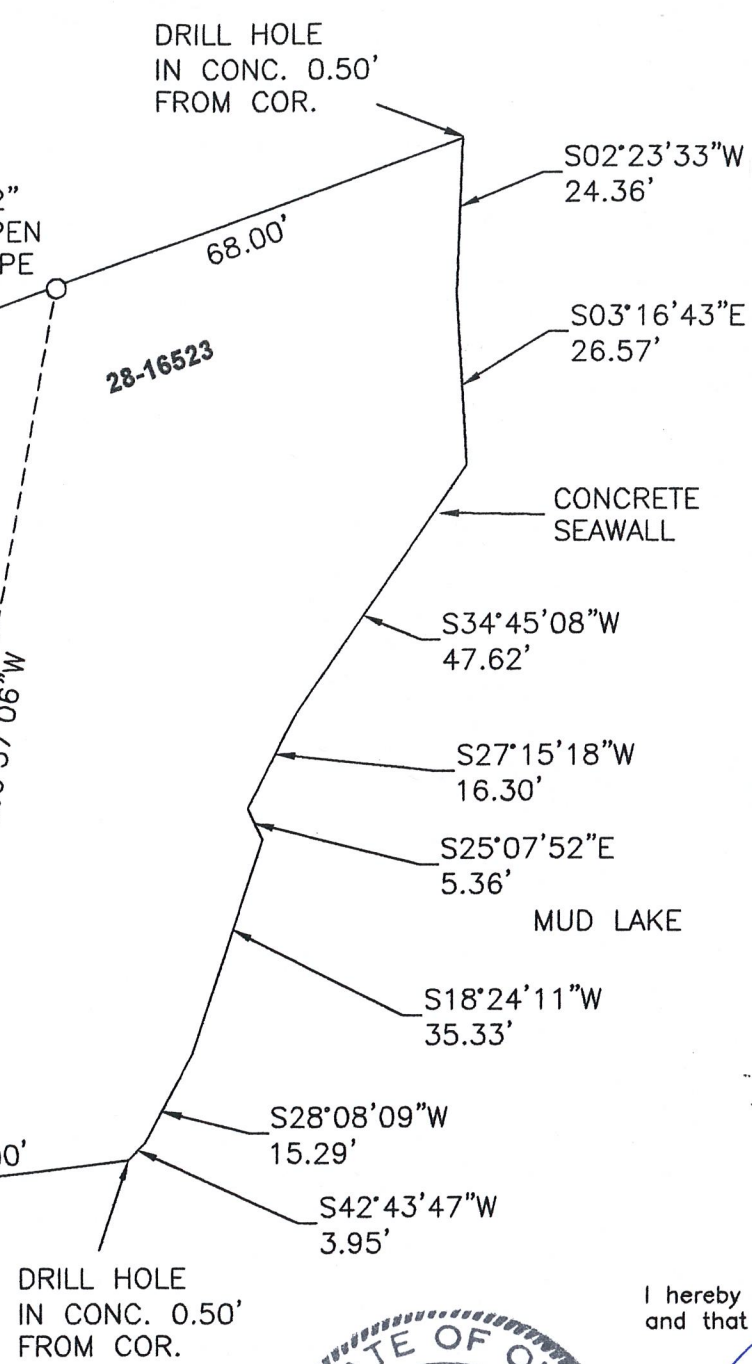 DRILL HOLE
IN CONC. 0.50'
FROM COR.
S02°23'33"W
24.36'
68.00'
S03°16'43"E
26.57'
28-16523
CONCRETE
SEAWALL
S34°45'08"W
47.62'
S27°15'18"W
16.30'
S25°07'52"E
5.36'
MUD LAKE
S18°24'11"W
35.33'
S28°08'09"W
15.29'
S42°43'47"W
3.95'
DRILL HOLE
IN CONC. 0.50'
FROM COR.
I hereby
and that
OF